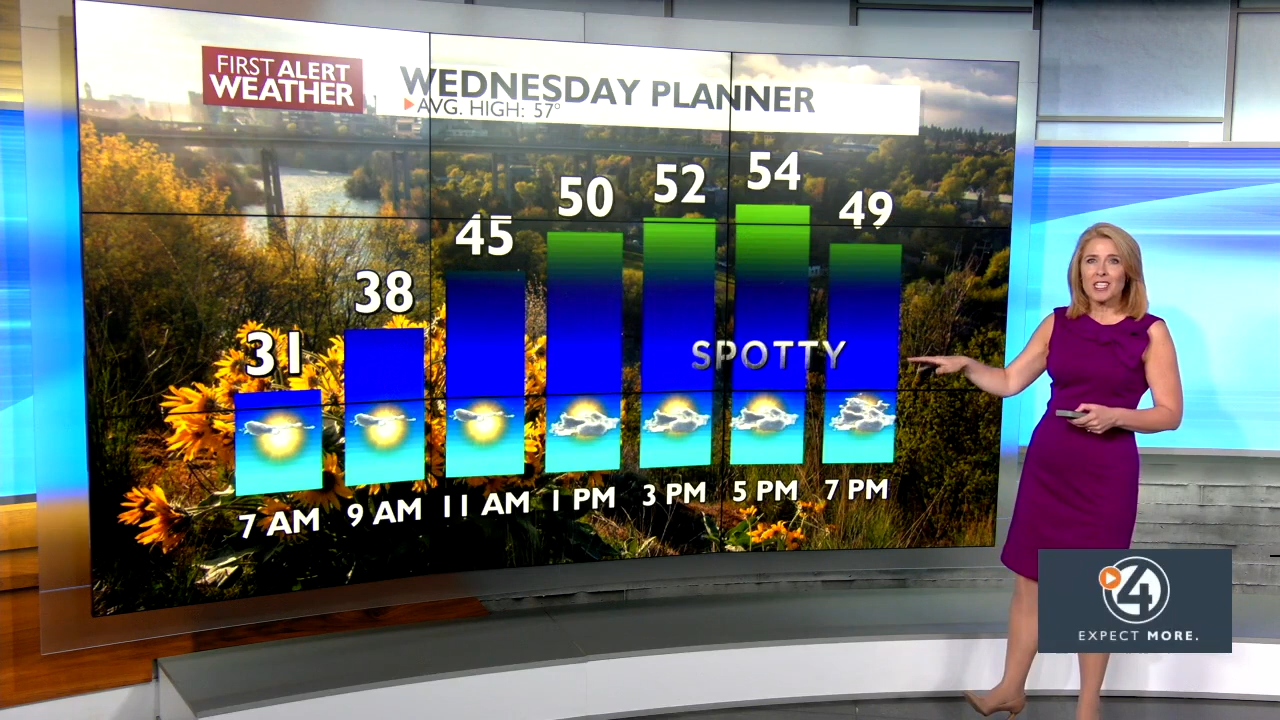 FIRST ALERT
WEATHER
WEDNESDAY PLANNER
AVG. HIGH: 57°
31
38
45
50
52
54
49
SPOTTY
7 AM
9 AM
11 AM
1 PM
3 PM
5 PM
7 PM
4
EXPECT MORE.